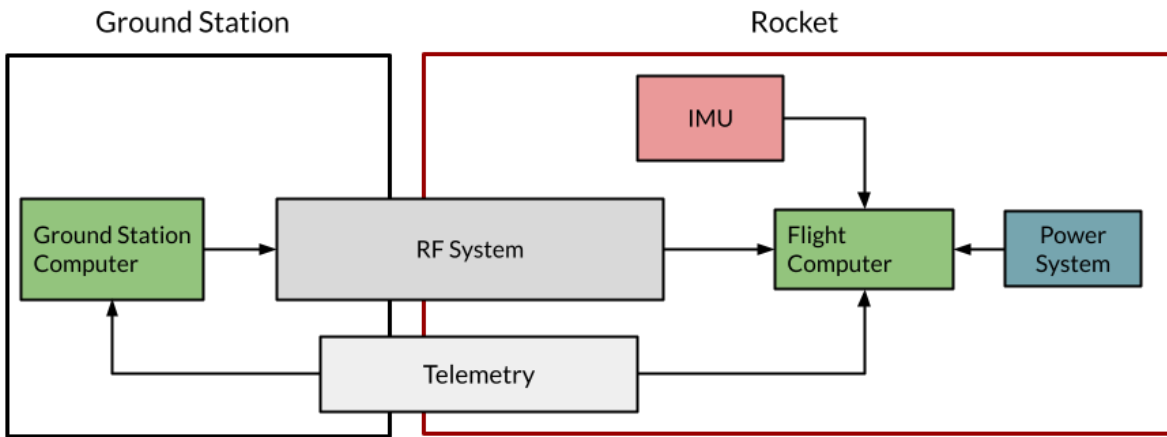 Ground Station
Rocket
IMU
Ground Station
Computer
RF System
Flight
Computer
Power
System
Telemetry